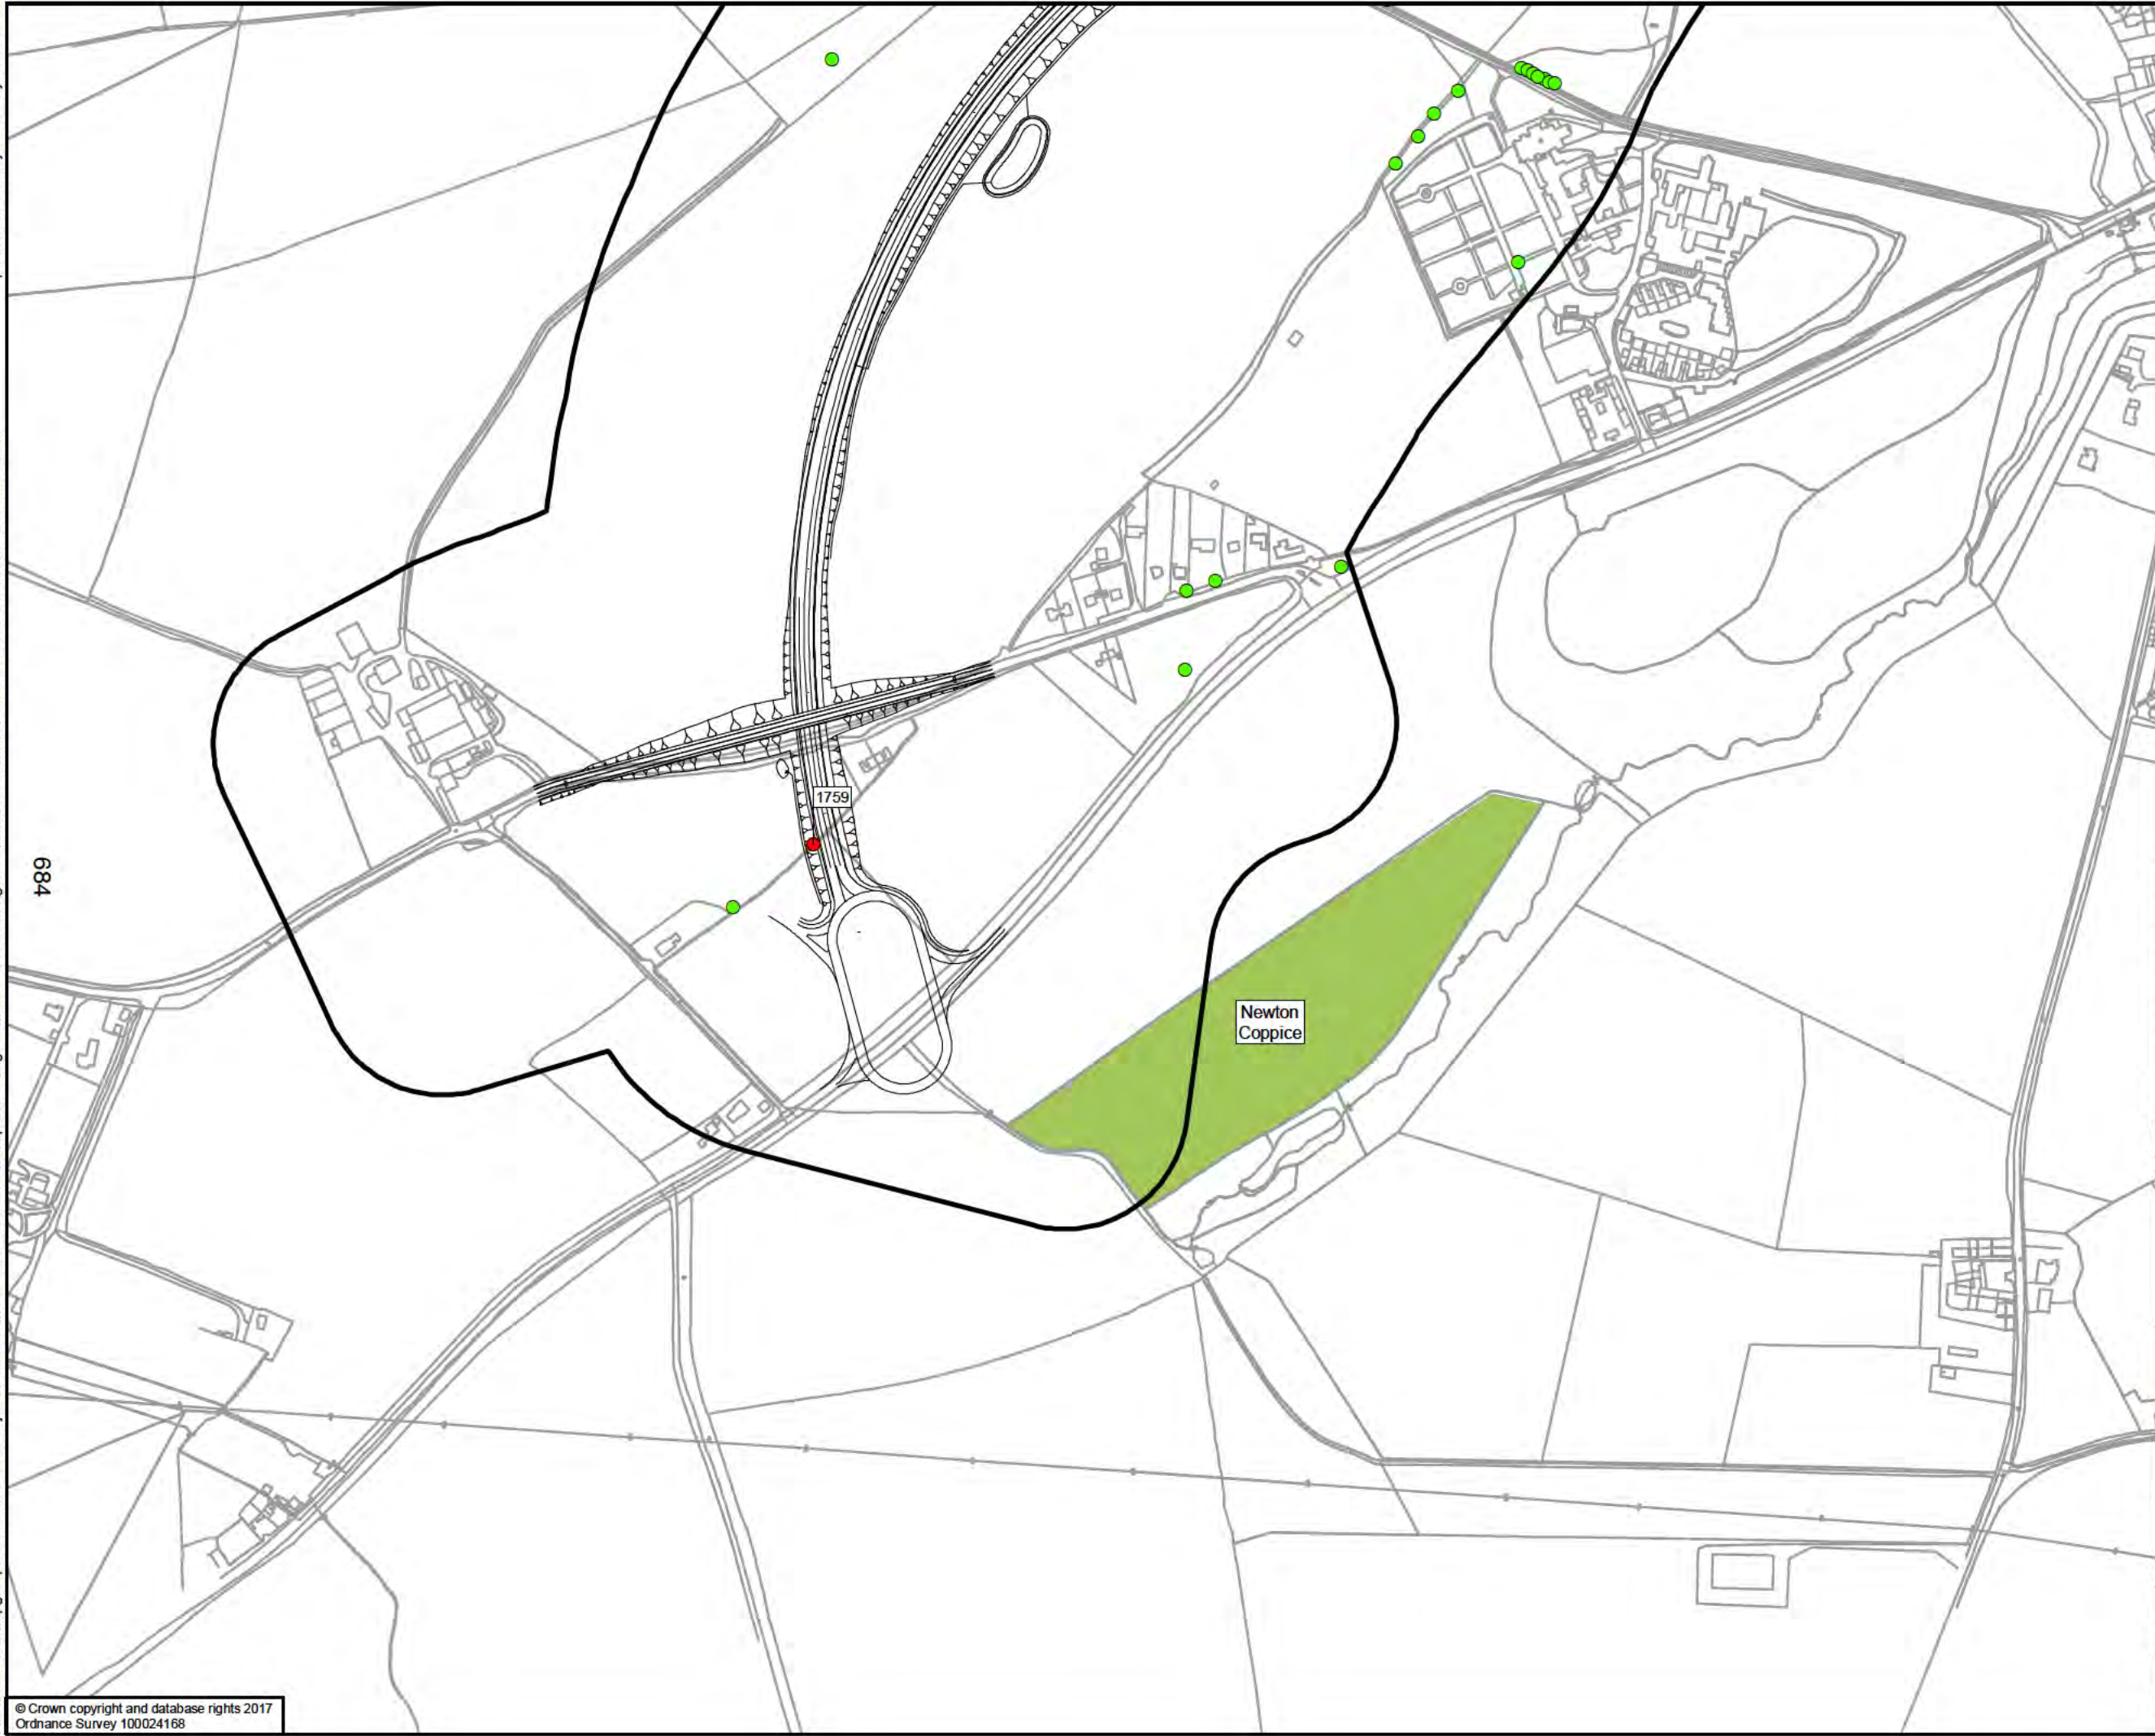 1759
684
Newton
Coppice
© Crown copyright and database rights 2017
Ordnance Survey 100024168